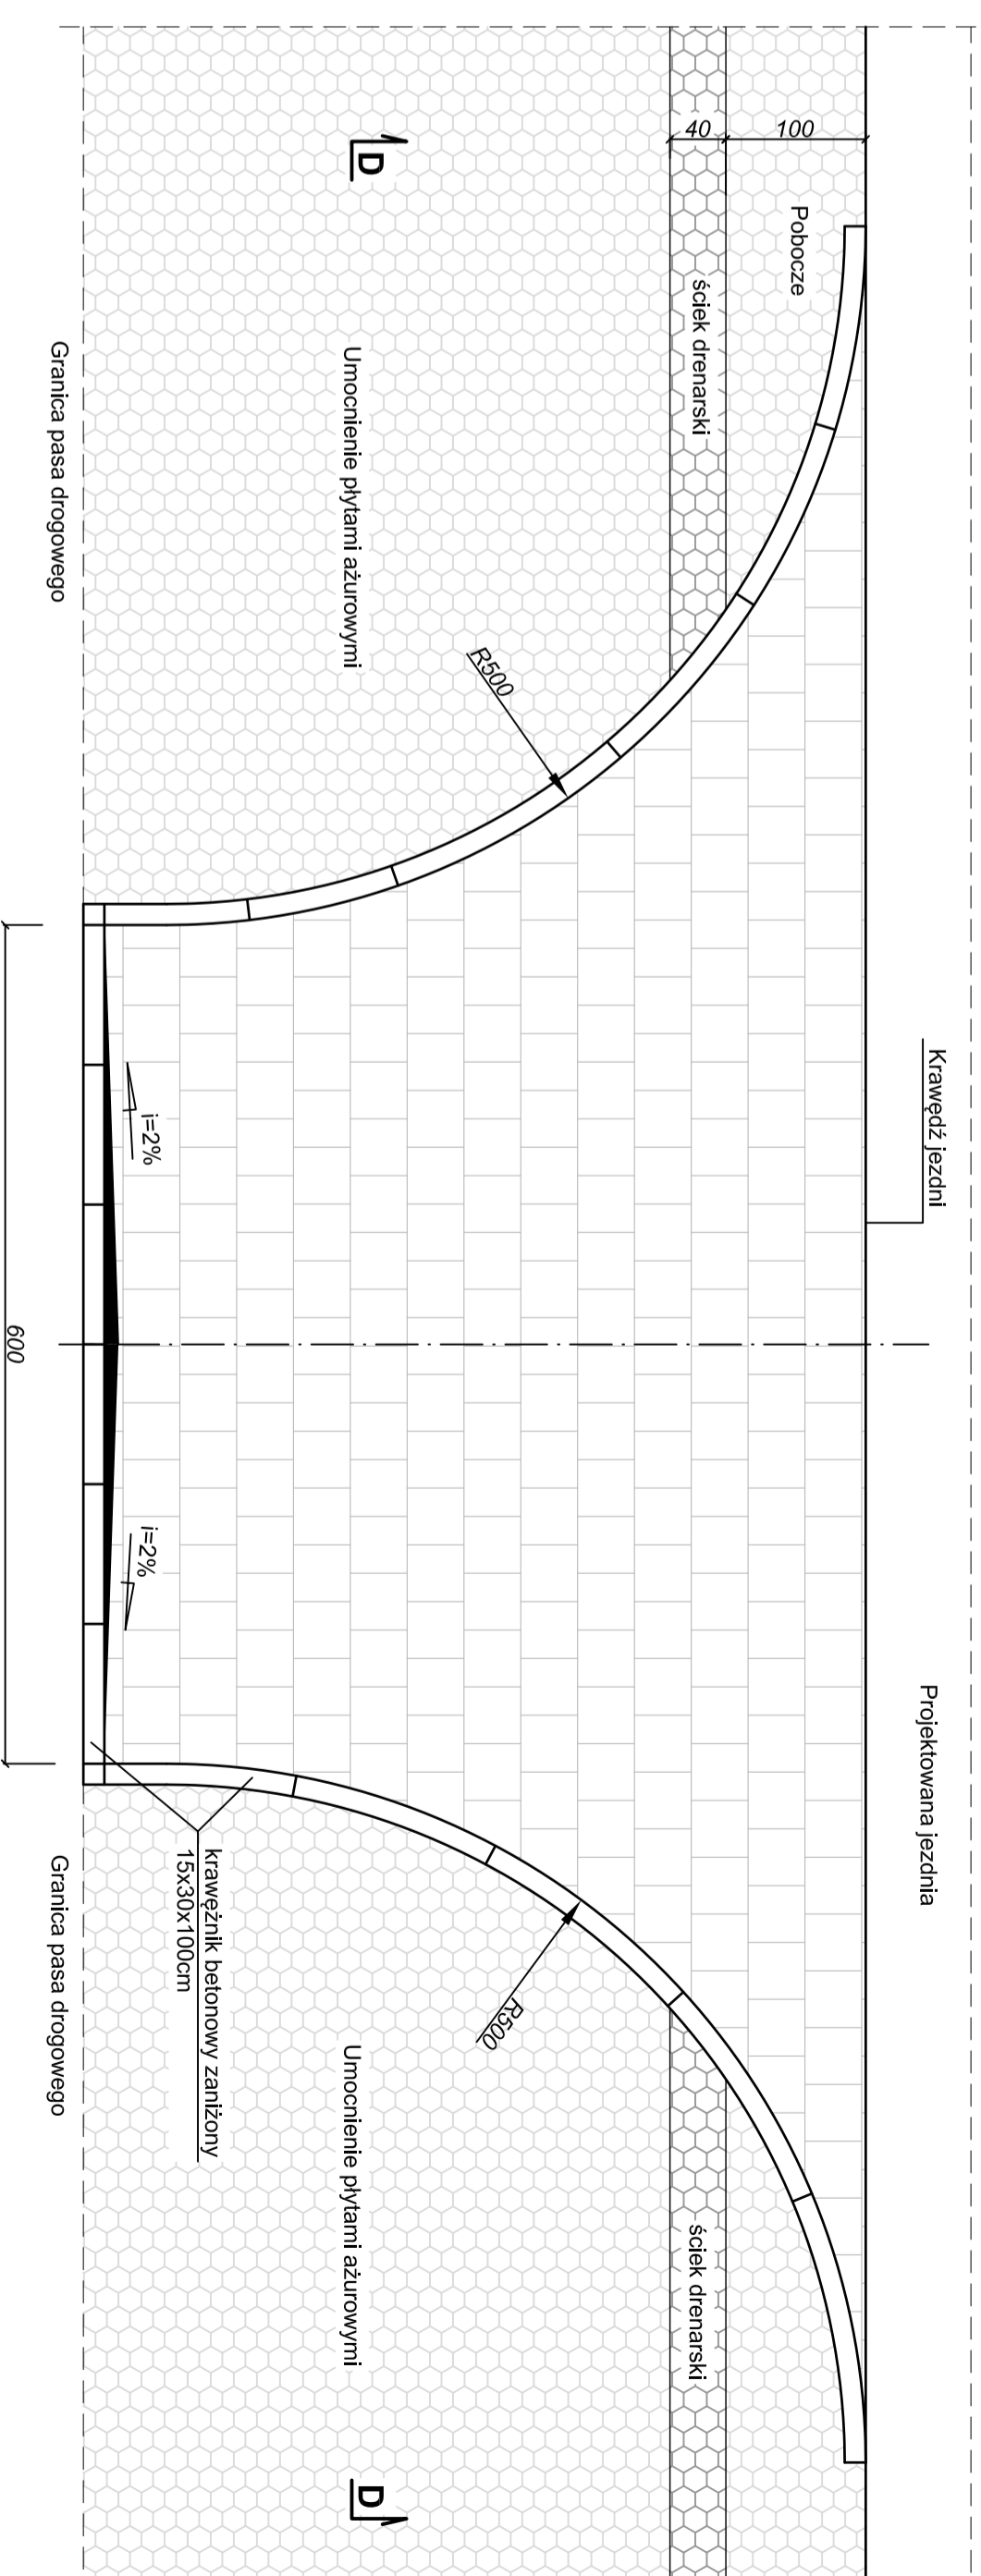 Krawędź jezdni
Projektowana jezdnia
100
40
Pobocze
ściek drenarski
ściek drenarski
R500
R500
D
D
Umocnienie płytami ażurowymi
Umocnienie płytami ażurowymi
i=2%
i=2%
krawężnik betonowy zaniżony
15x30x100cm
Granica pasa drogowego
Granica pasa drogowego
600